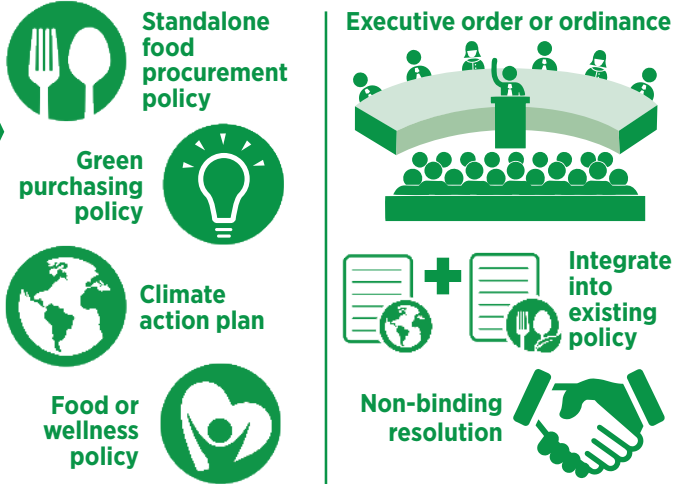 Standalone
food
procurement
policy
Green
purchasing
policy
Climate
action plan
Food or
wellness
policy
Executive order or ordinance
Integrate
into
existing
policy
Non-binding
resolution